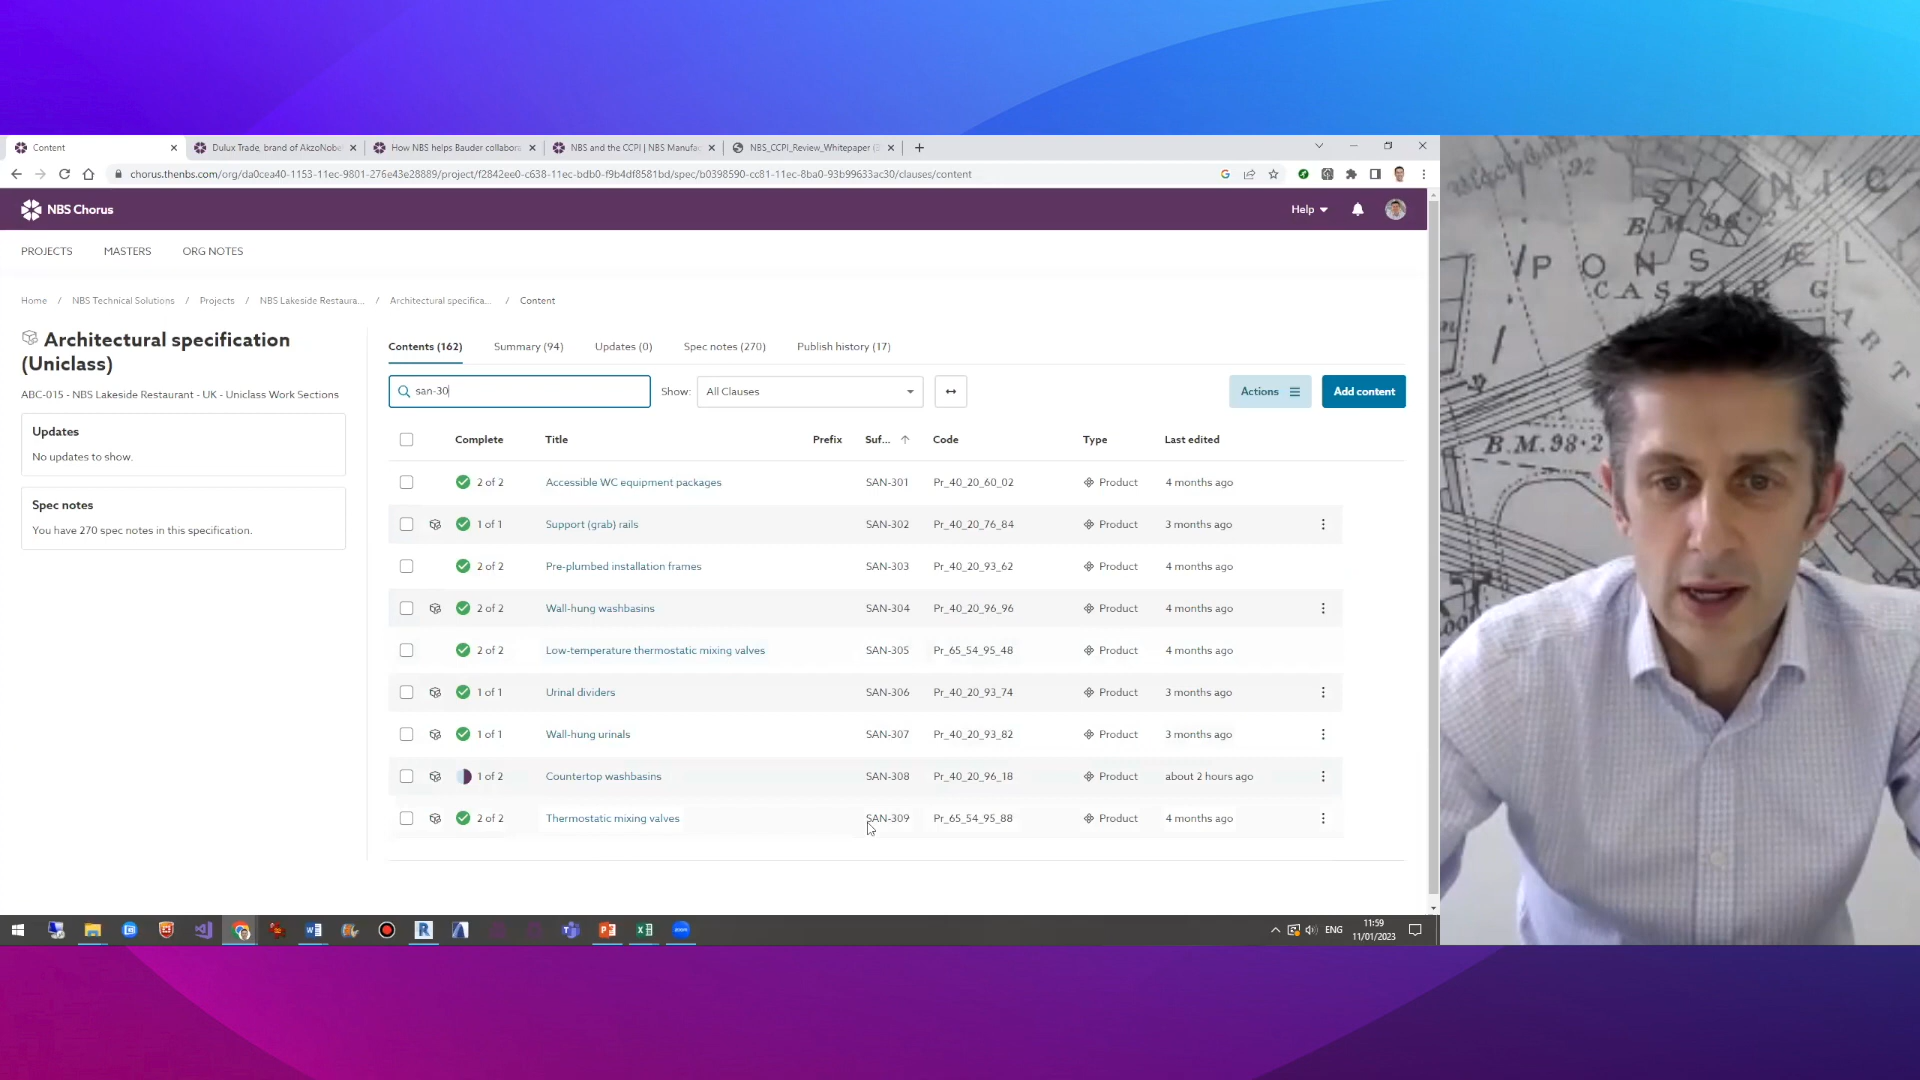 Content
Dulux Trade, brand of AkzoNobe
How NBS helps Bauder collabora
NBS and the CCPI | NBS Manufa
NBS_CCPI_Review_Whitepaper (2
chorus.thenbs.com/org/da0cea40-1153-11ec-9801-276e43e28889/project/f2842ee0-c638-11ec-bdb0-f9b4df8581bd/spec/b0398590-cc81-11ec-8ba0-93b99633ac30/clauses/content
NBS Chorus
Help
PROJECTS MASTERS ORG NOTES
Home / NBS Technical Solutions / Projects / NBS Lakeside Restaura... / Architectural specifica... / Content
Architectural specification
(Uniclass)
ABC-015 - NBS Lakeside Restaurant - UK - Uniclass Work Sections
Updates
No updates to show.
Spec notes
You have 270 spec notes in this specification.
Contents (162) Summary (94) Updates (0) Spec notes (270) Publish history (17)
san-30 Show: All Clauses Actions Add content
Complete Title Prefix Suf... Code Type Last edited
2 of 2 Accessible WC equipment packages SAN-301 Pr_40_20_60_02 Product 4 months ago
1 of 1 Support (grab) rails SAN-302 Pr_40_20_76_84 Product 3 months ago
2 of 2 Pre-plumbed installation frames SAN-303 Pr_40_20_93_62 Product 4 months ago
2 of 2 Wall-hung washbasins SAN-304 Pr_40_20_96_96 Product 4 months ago
2 of 2 Low-temperature thermostatic mixing valves SAN-305 Pr_65_54_95_48 Product 4 months ago
1 of 1 Urinal dividers SAN-306 Pr_40_20_93_74 Product 3 months ago
1 of 1 Wall-hung urinals SAN-307 Pr_40_20_93_82 Product 3 months ago
1 of 2 Countertop washbasins SAN-308 Pr_40_20_96_18 Product about 2 hours ago
2 of 2 Thermostatic mixing valves SAN-309 Pr_65_54_95_88 Product 4 months ago
ENG
11:59
11/01/2023
92
B.M. 96·2
PONS ÆL
CASTLE GART
B.M. 98·2